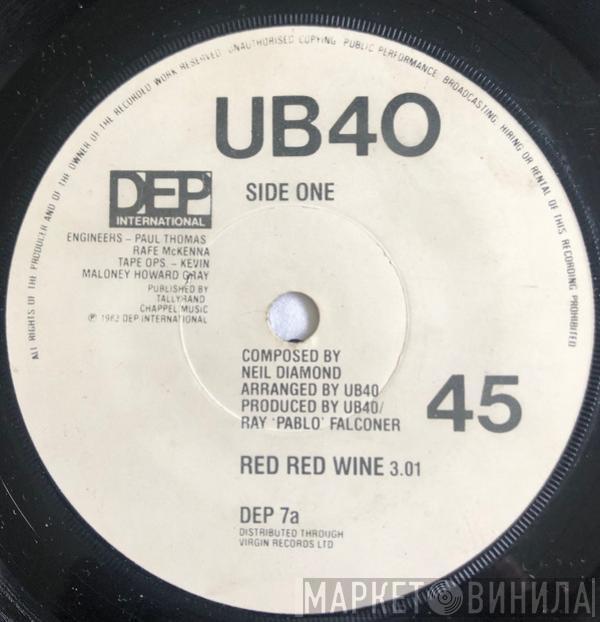 ALL RIGHTS OF THE PRODUCER AND OF THE OWNER OF THE RECORDED WORK RESERVED. UNAUTHORISED COPYING, PUBLIC PERFORMANCE, BROADCASTING, HIRING OR RENTAL OF THIS RECORDING PROHIBITED
UB40
DEP
INTERNATIONAL
SIDE ONE
ENGINEERS – PAUL THOMAS
RAFE McKENNA
TAPE OPS. – KEVIN
MALONEY HOWARD GRAY
PUBLISHED BY
TALLYRAND
CHAPPEL MUSIC
℗ 1983 DEP INTERNATIONAL
COMPOSED BY
NEIL DIAMOND
ARRANGED BY UB40
PRODUCED BY UB40/
RAY 'PABLO' FALCONER
45
RED RED WINE 3.01
DEP 7a
DISTRIBUTED THROUGH
VIRGIN RECORDS LTD
МАРКЕТ ВИНИЛА